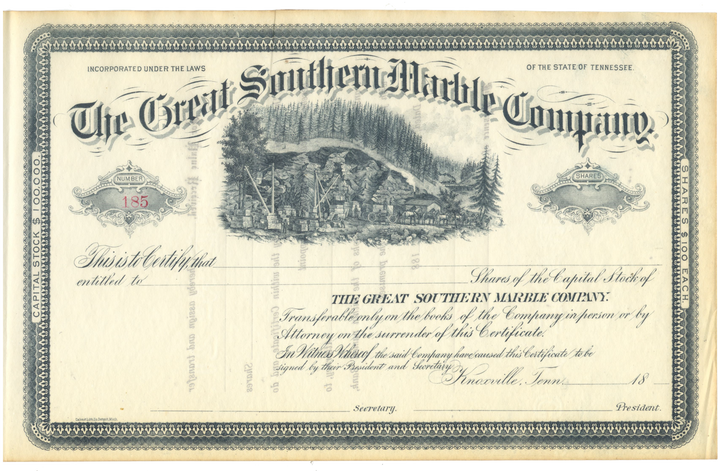 INCORPORATED UNDER THE LAWS
OF THE STATE OF TENNESSEE.
The Great Southern Marble Company.
NUMBER
185
SHARES
CAPITAL STOCK $100,000.
SHARES $100 EACH.
This is to Certify that
entitled to Shares of the Capital Stock of
THE GREAT SOUTHERN MARBLE COMPANY.
Transferable only on the books of the Company in person or by
Attorney on the surrender of this Certificate.
In Witness Whereof the said Company have caused this Certificate to be
signed by their President and Secretary.
Knoxville, Tenn. 18
Secretary. President.